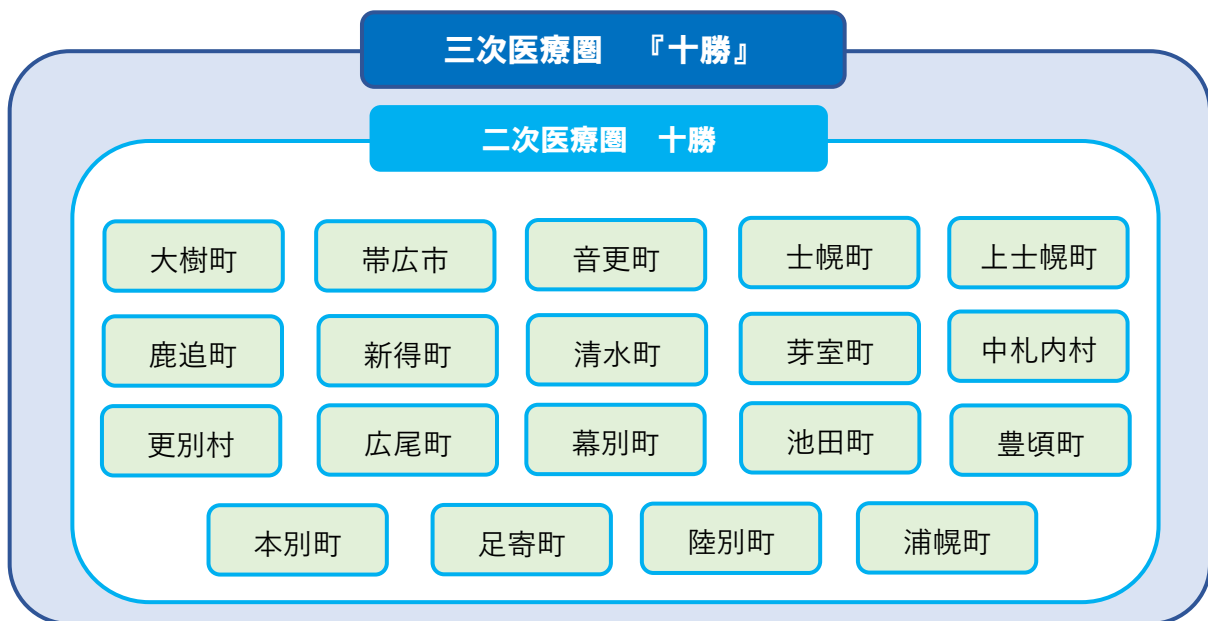 三次医療圏　『十勝』
二次医療圏　十勝
大樹町　帯広市　音更町　士幌町　上士幌町
鹿追町　新得町　清水町　芽室町　中札内村
更別村　広尾町　幕別町　池田町　豊頃町
本別町　足寄町　陸別町　浦幌町